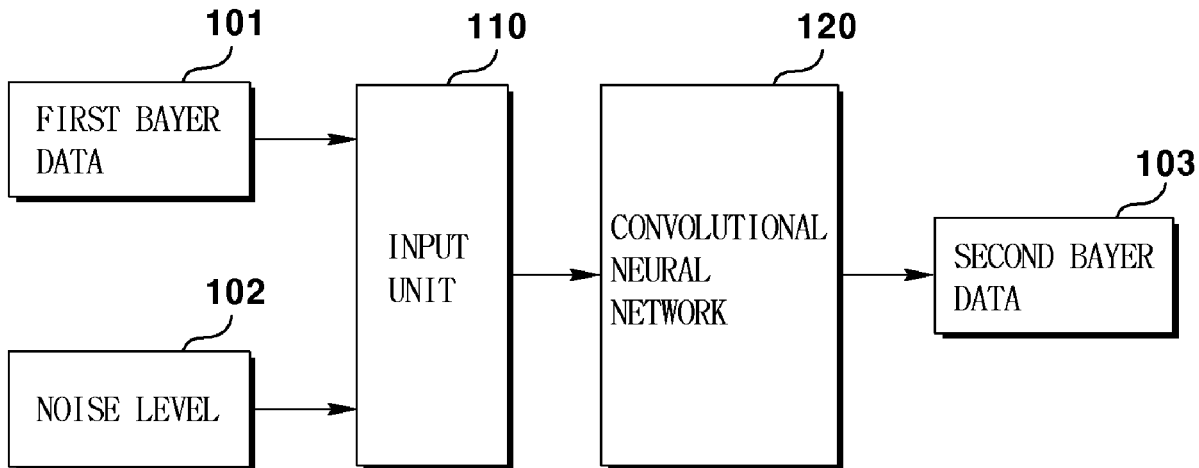 101
110
120
FIRST BAYER
DATA
103
INPUT
UNIT
CONVOLUTIONAL
NEURAL
NETWORK
SECOND BAYER
DATA
102
NOISE LEVEL